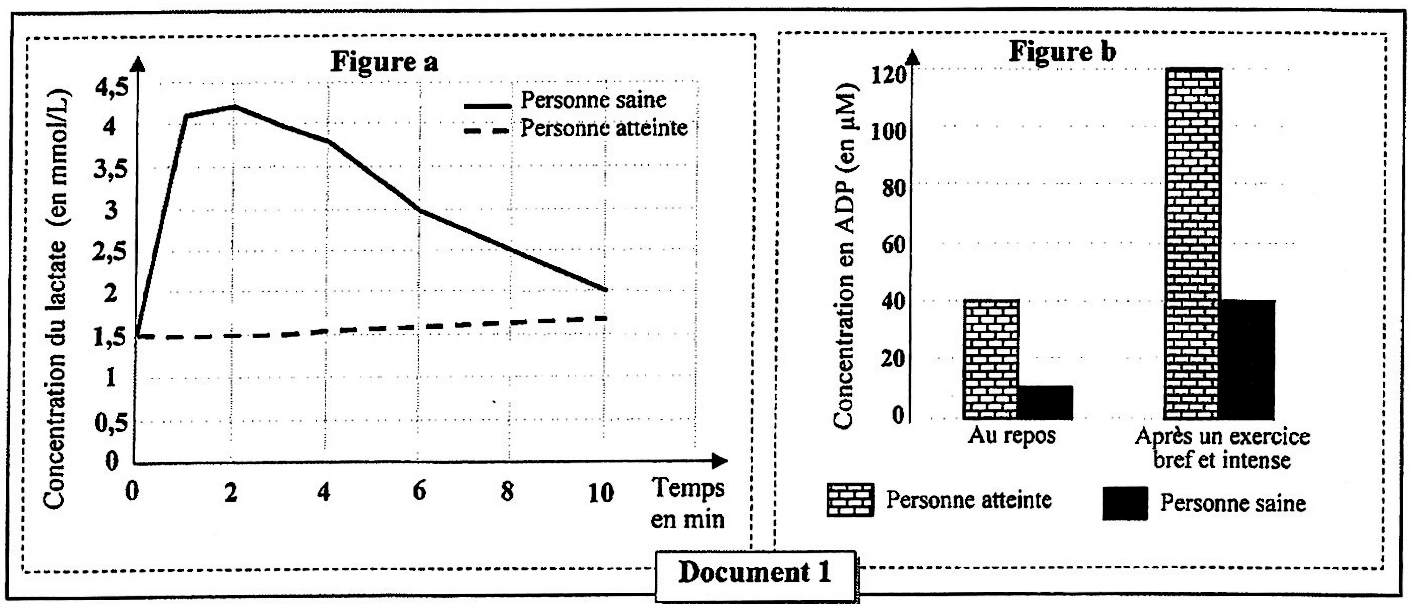 Figure a
Concentration du lactate (en mmol/L)
4,5
4
3,5
3
2,5
2
1,5
1
0,5
0
Personne saine
Personne atteinte
0 2 4 6 8 10
Temps
en min
Figure b
Concentration en ADP (en µM)
120
100
80
60
40
20
0
Au repos
Après un exercice
bref et intense
Personne atteinte
Personne saine
Document 1